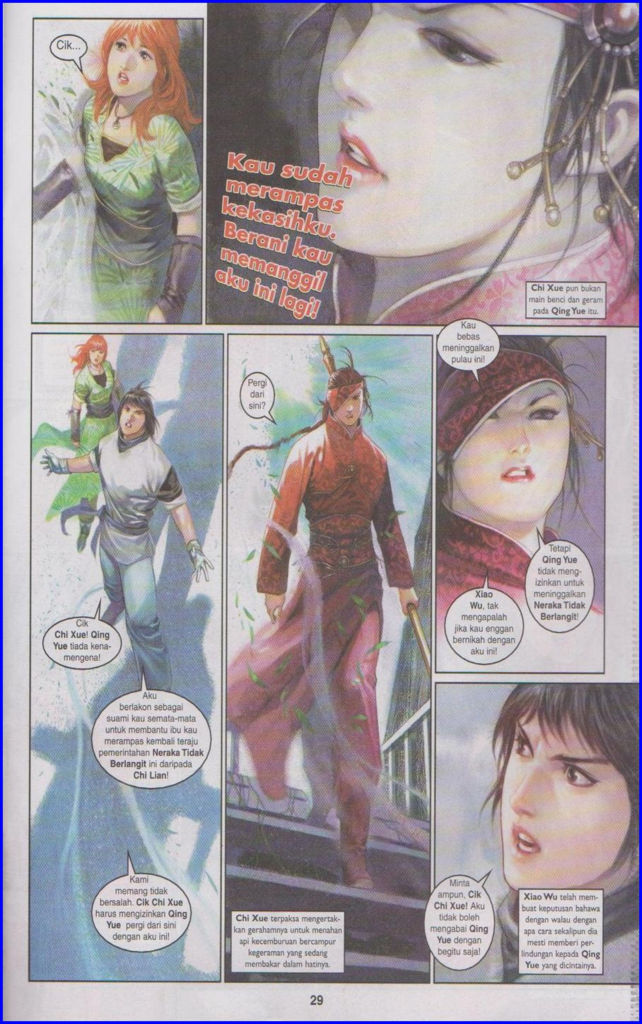 Cik...
Kau sudah
merampas
kekasihku.
Berani kau
memanggil
aku ini lagi!
Chi Xue pun bukan
main benci dan geram
pada Qing Yue itu.
Cik
Chi Xue! Qing
Yue tiada kena-
mengena!
Aku
berlakon sebagai
suami kau semata-mata
untuk membantu ibu kau
merampas kembali teraju
pemerintahan Neraka Tidak
Berlangit ini daripada
Chi Lian!
Kami
memang tidak
bersalah. Cik Chi Xue
harus mengizinkan Qing
Yue pergi dari sini
dengan aku ini!
Pergi
dari
sini?
Chi Xue terpaksa mengertak-
kan gerahamnya untuk menahan
api kecemburuan bercampur
kegeraman yang sedang
membakar dalam hatinya.
Kau
bebas
meninggalkan
pulau ini!
Xiao
Wu, tak
mengapalah
jika kau enggan
bernikah dengan
aku ini!
Tetapi
Qing Yue
tidak meng-
izinkan untuk
meninggalkan
Neraka Tidak
Berlangit!
Minta
ampun, Cik
Chi Xue! Aku
tidak boleh
mengabai Qing
Yue dengan
begitu saja!
Xiao Wu telah mem-
buat keputusan bahawa
dengan walau dengan
apa cara sekalipun dia
mesti memberi per-
lindungan kepada Qing
Yue yang dicintainya.
29